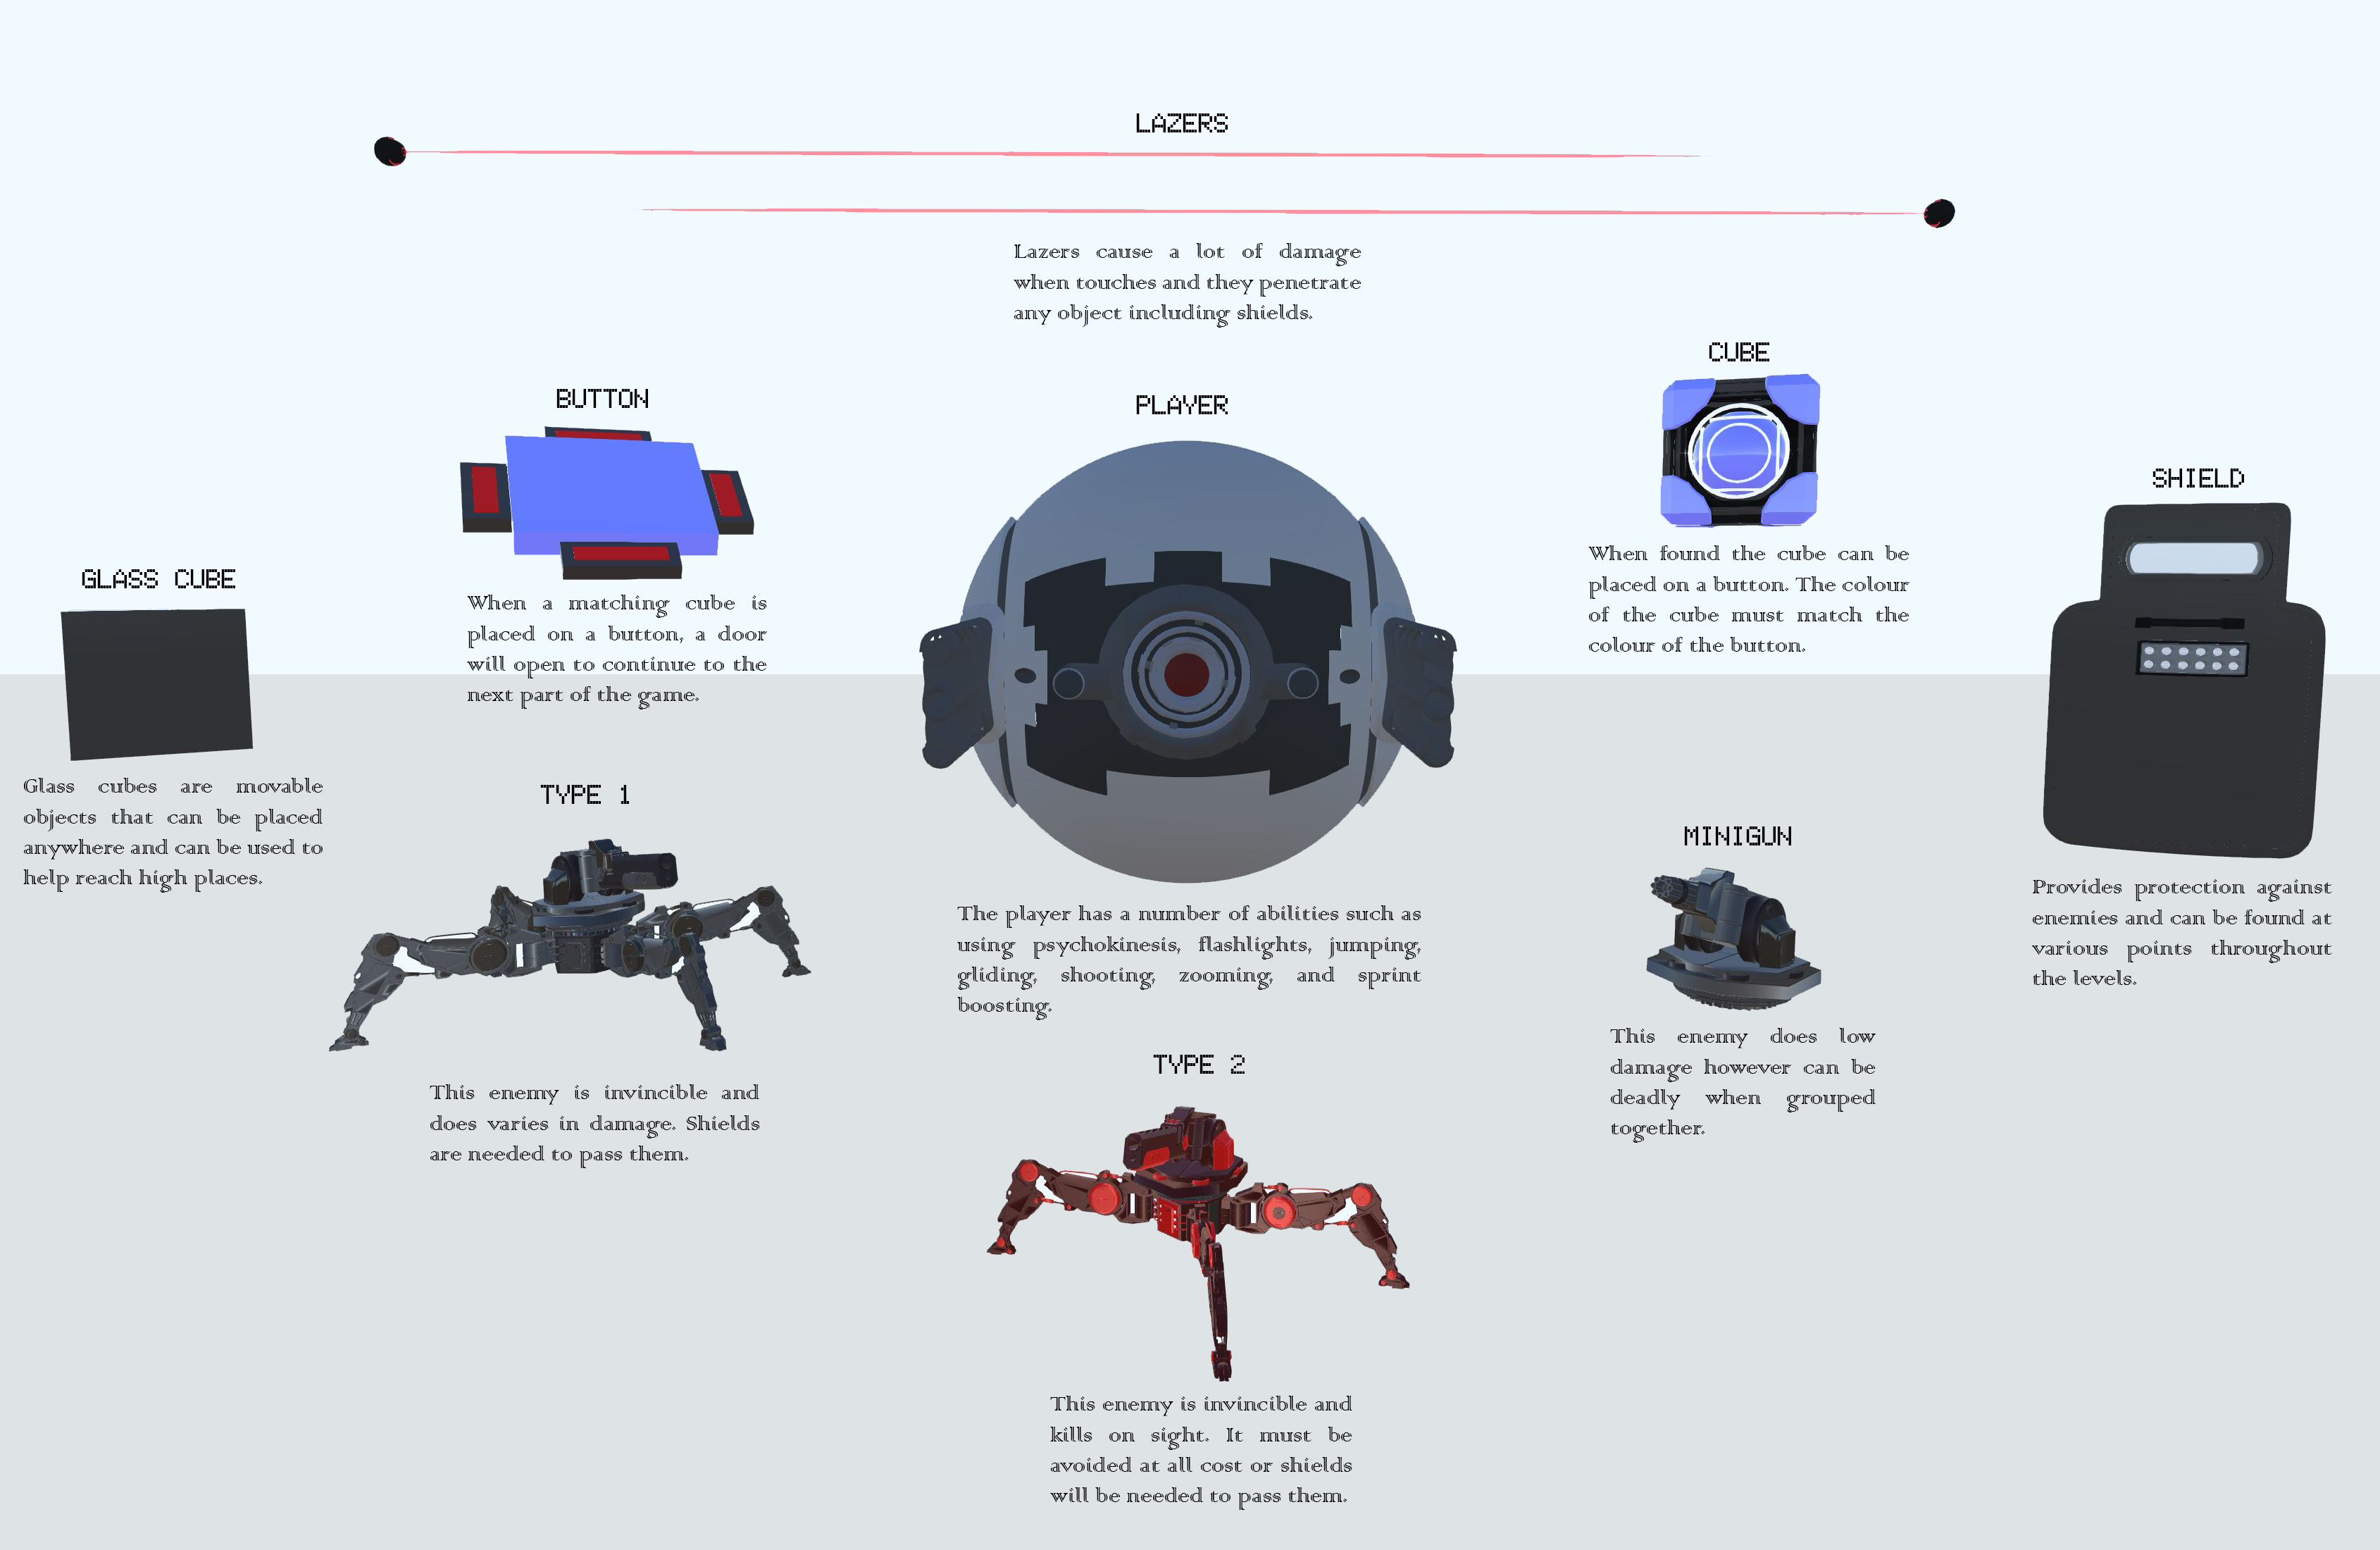 LAZERS
Lazers cause a lot of damage
when touches and they penetrate
any object including shields.
CUBE
When found the cube can be
placed on a button. The colour
of the cube must match the
colour of the button.
BUTTON
When a matching cube is
placed on a button, a door
will open to continue to the
next part of the game.
PLAYER
The player has a number of abilities such as
using psychokinesis, flashlights, jumping,
gliding, shooting, zooming, and sprint
boosting.
SHIELD
Provides protection against
enemies and can be found at
various points throughout
the levels.
GLASS CUBE
Glass cubes are movable
objects that can be placed
anywhere and can be used to
help reach high places.
TYPE 1
This enemy is invincible and
does varies in damage. Shields
are needed to pass them.
MINIGUN
This enemy does low
damage however can be
deadly when grouped
together.
TYPE 2
This enemy is invincible and
kills on sight. It must be
avoided at all cost or shields
will be needed to pass them.